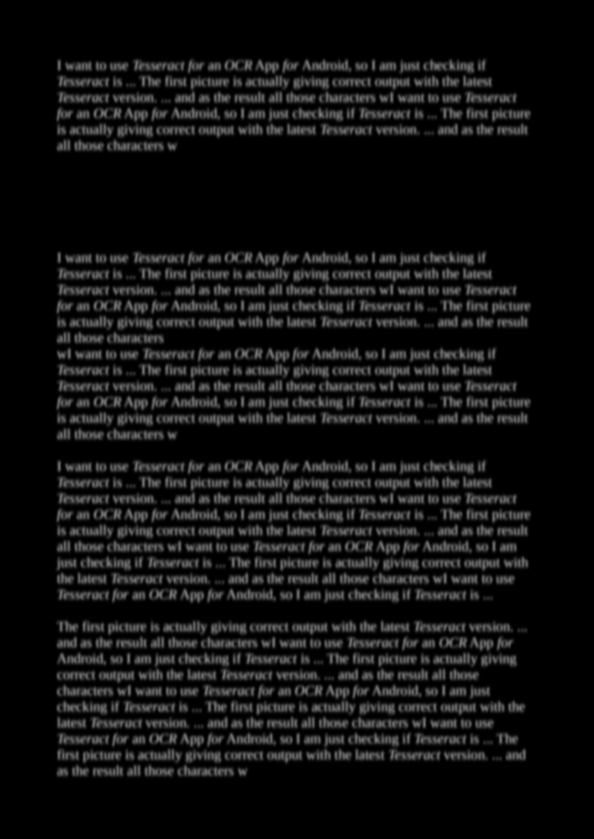 I want to use Tesseract for an OCR App for Android, so I am just checking if
Tesseract is ... The first picture is actually giving correct output with the latest
Tesseract version. ... and as the result all those characters wI want to use Tesseract
for an OCR App for Android, so I am just checking if Tesseract is ... The first picture
is actually giving correct output with the latest Tesseract version. ... and as the result
all those characters w
I want to use Tesseract for an OCR App for Android, so I am just checking if
Tesseract is ... The first picture is actually giving correct output with the latest
Tesseract version. ... and as the result all those characters wI want to use Tesseract
for an OCR App for Android, so I am just checking if Tesseract is ... The first picture
is actually giving correct output with the latest Tesseract version. ... and as the result
all those characters
wI want to use Tesseract for an OCR App for Android, so I am just checking if
Tesseract is ... The first picture is actually giving correct output with the latest
Tesseract version. ... and as the result all those characters wI want to use Tesseract
for an OCR App for Android, so I am just checking if Tesseract is ... The first picture
is actually giving correct output with the latest Tesseract version. ... and as the result
all those characters w
I want to use Tesseract for an OCR App for Android, so I am just checking if
Tesseract is ... The first picture is actually giving correct output with the latest
Tesseract version. ... and as the result all those characters wI want to use Tesseract
for an OCR App for Android, so I am just checking if Tesseract is ... The first picture
is actually giving correct output with the latest Tesseract version. ... and as the result
all those characters wI want to use Tesseract for an OCR App for Android, so I am
just checking if Tesseract is ... The first picture is actually giving correct output with
the latest Tesseract version. ... and as the result all those characters wI want to use
Tesseract for an OCR App for Android, so I am just checking if Tesseract is ...
The first picture is actually giving correct output with the latest Tesseract version. ...
and as the result all those characters wI want to use Tesseract for an OCR App for
Android, so I am just checking if Tesseract is ... The first picture is actually giving
correct output with the latest Tesseract version. ... and as the result all those
characters wI want to use Tesseract for an OCR App for Android, so I am just
checking if Tesseract is ... The first picture is actually giving correct output with the
latest Tesseract version. ... and as the result all those characters wI want to use
Tesseract for an OCR App for Android, so I am just checking if Tesseract is ... The
first picture is actually giving correct output with the latest Tesseract version. ... and
as the result all those characters w